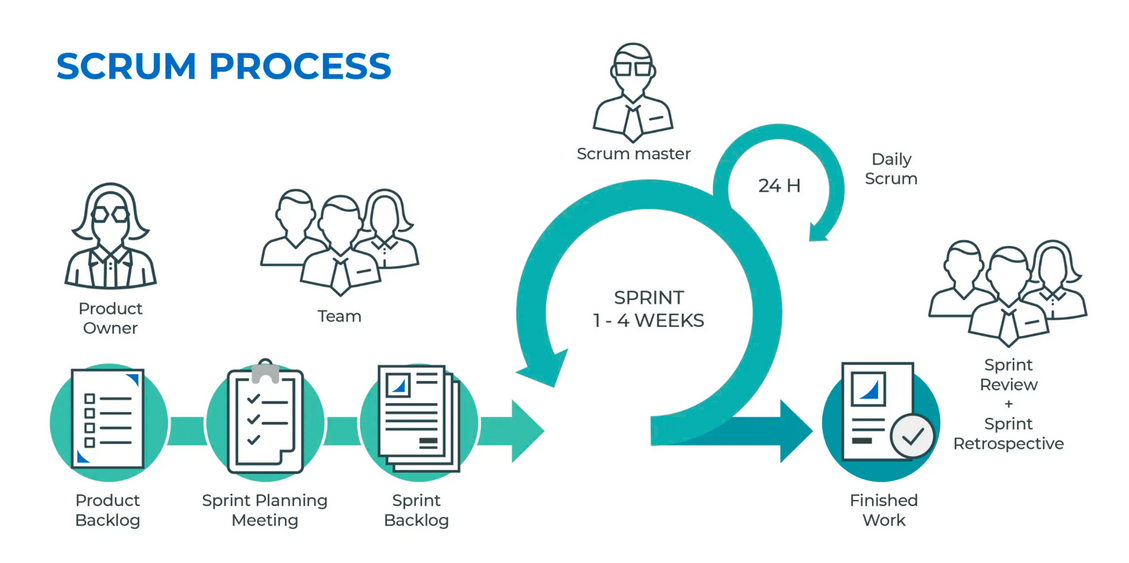 SCRUM PROCESS
Scrum master
24 H
Daily
Scrum
Product
Owner
Team
SPRINT
1 - 4 WEEKS
Sprint
Review
+
Sprint
Retrospective
Product
Backlog
Sprint Planning
Meeting
Sprint
Backlog
Finished
Work